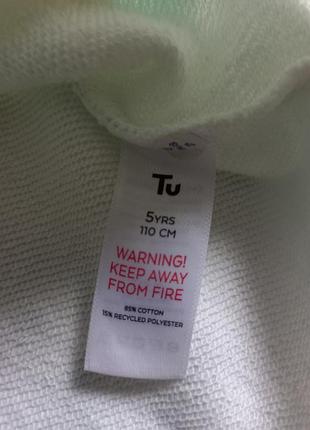 Tu
5YRS
110 CM
WARNING!
KEEP AWAY
FROM FIRE
85% COTTON
15% RECYCLED POLYESTER